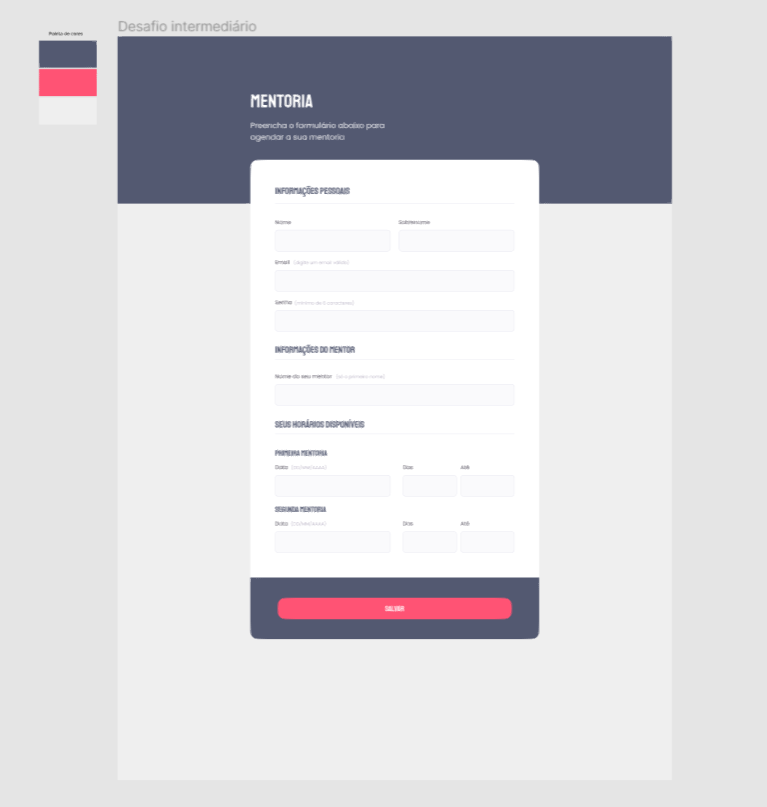 Desafio intermediário
Paleta de cores
MENTORIA
Preencha o formulário abaixo para
agendar a sua mentoria
INFORMAÇÕES PESSOAIS
Nome
Sobrenome
Email (digite um email válido)
Senha (mínimo de 6 caracteres)
INFORMAÇÕES DO MENTOR
Nome do seu mentor (só o primeiro nome)
SEUS HORÁRIOS DISPONÍVEIS
PRIMEIRA MENTORIA
Data (DD/MM/AAAA)
Das
Até
SEGUNDA MENTORIA
Data (DD/MM/AAAA)
Das
Até
SALVAR